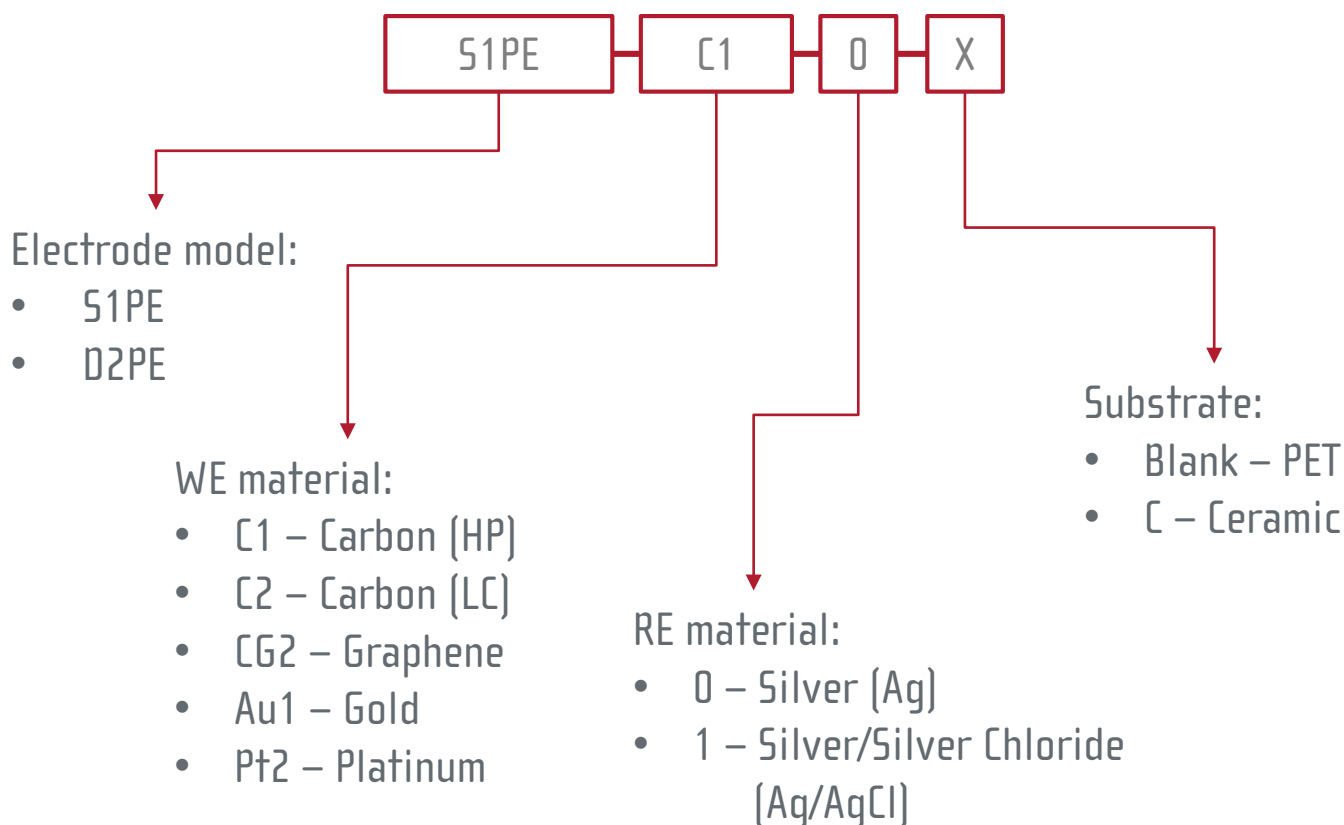 S1PE C1 0 X
Electrode model:
• S1PE
• D2PE
WE material:
• C1 – Carbon (HP)
• C2 – Carbon (LC)
• CG2 – Graphene
• Au1 – Gold
• Pt2 – Platinum
RE material:
• 0 – Silver (Ag)
• 1 – Silver/Silver Chloride
(Ag/AgCl)
Substrate:
• Blank – PET
• C – Ceramic